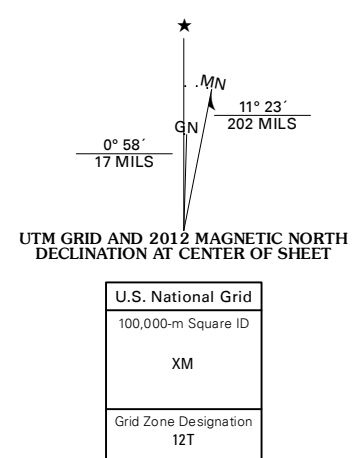 MN
11° 23´
202 MILS
GN
0° 58´
17 MILS
UTM GRID AND 2012 MAGNETIC NORTH
DECLINATION AT CENTER OF SHEET
U.S. National Grid
100,000-m Square ID
XM
Grid Zone Designation
12T